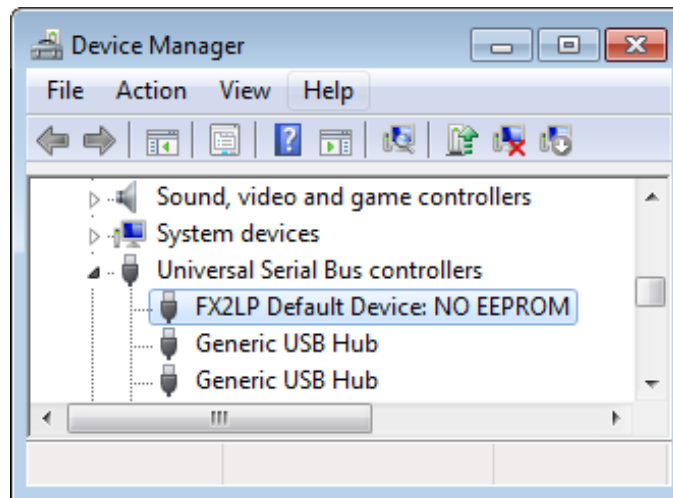 Device Manager
File Action View Help
Sound, video and game controllers
System devices
Universal Serial Bus controllers
FX2LP Default Device: NO EEPROM
Generic USB Hub
Generic USB Hub